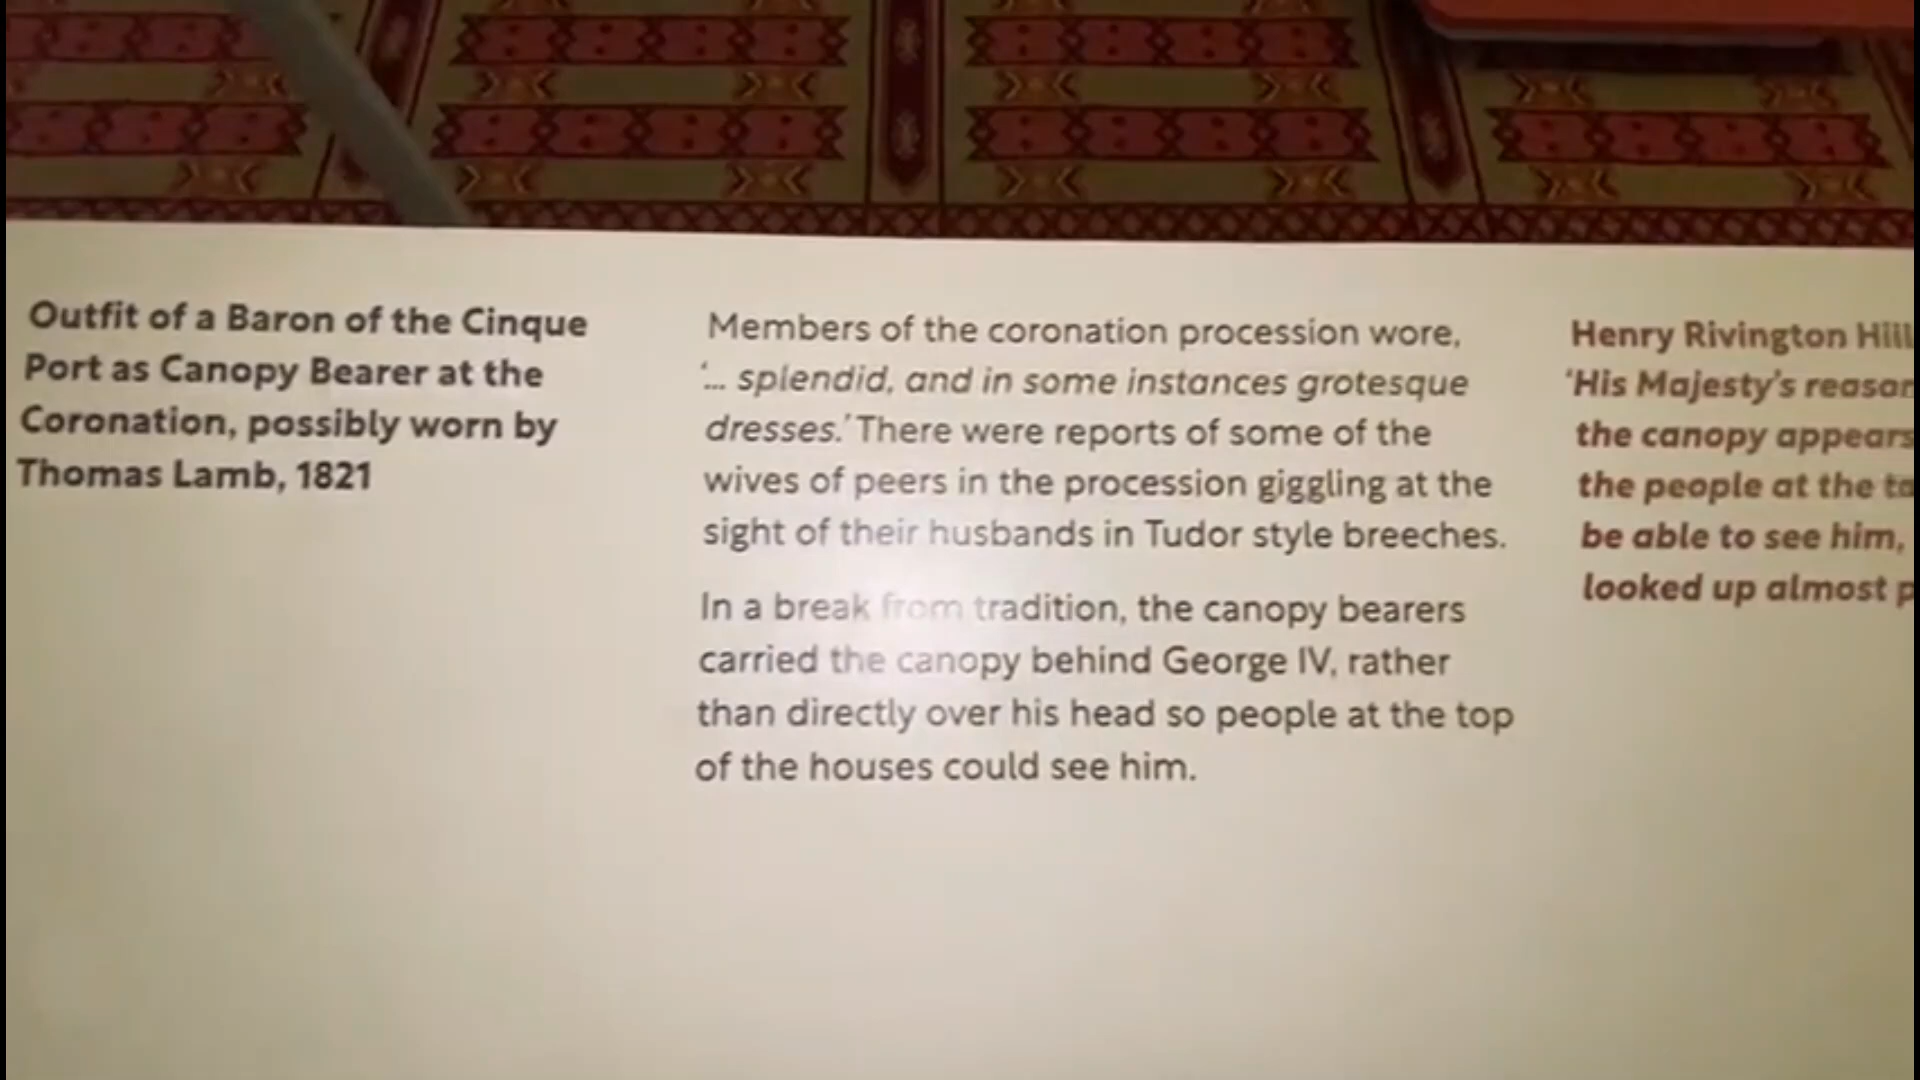 Outfit of a Baron of the Cinque
Port as Canopy Bearer at the
Coronation, possibly worn by
Thomas Lamb, 1821
Members of the coronation procession wore,
‘... splendid, and in some instances grotesque
dresses.’ There were reports of some of the
wives of peers in the procession giggling at the
sight of their husbands in Tudor style breeches.
In a break from tradition, the canopy bearers
carried the canopy behind George IV, rather
than directly over his head so people at the top
of the houses could see him.
Henry Rivington Hill
‘His Majesty’s
the canopy appears
the people at the
be able to see him,
looked up almost